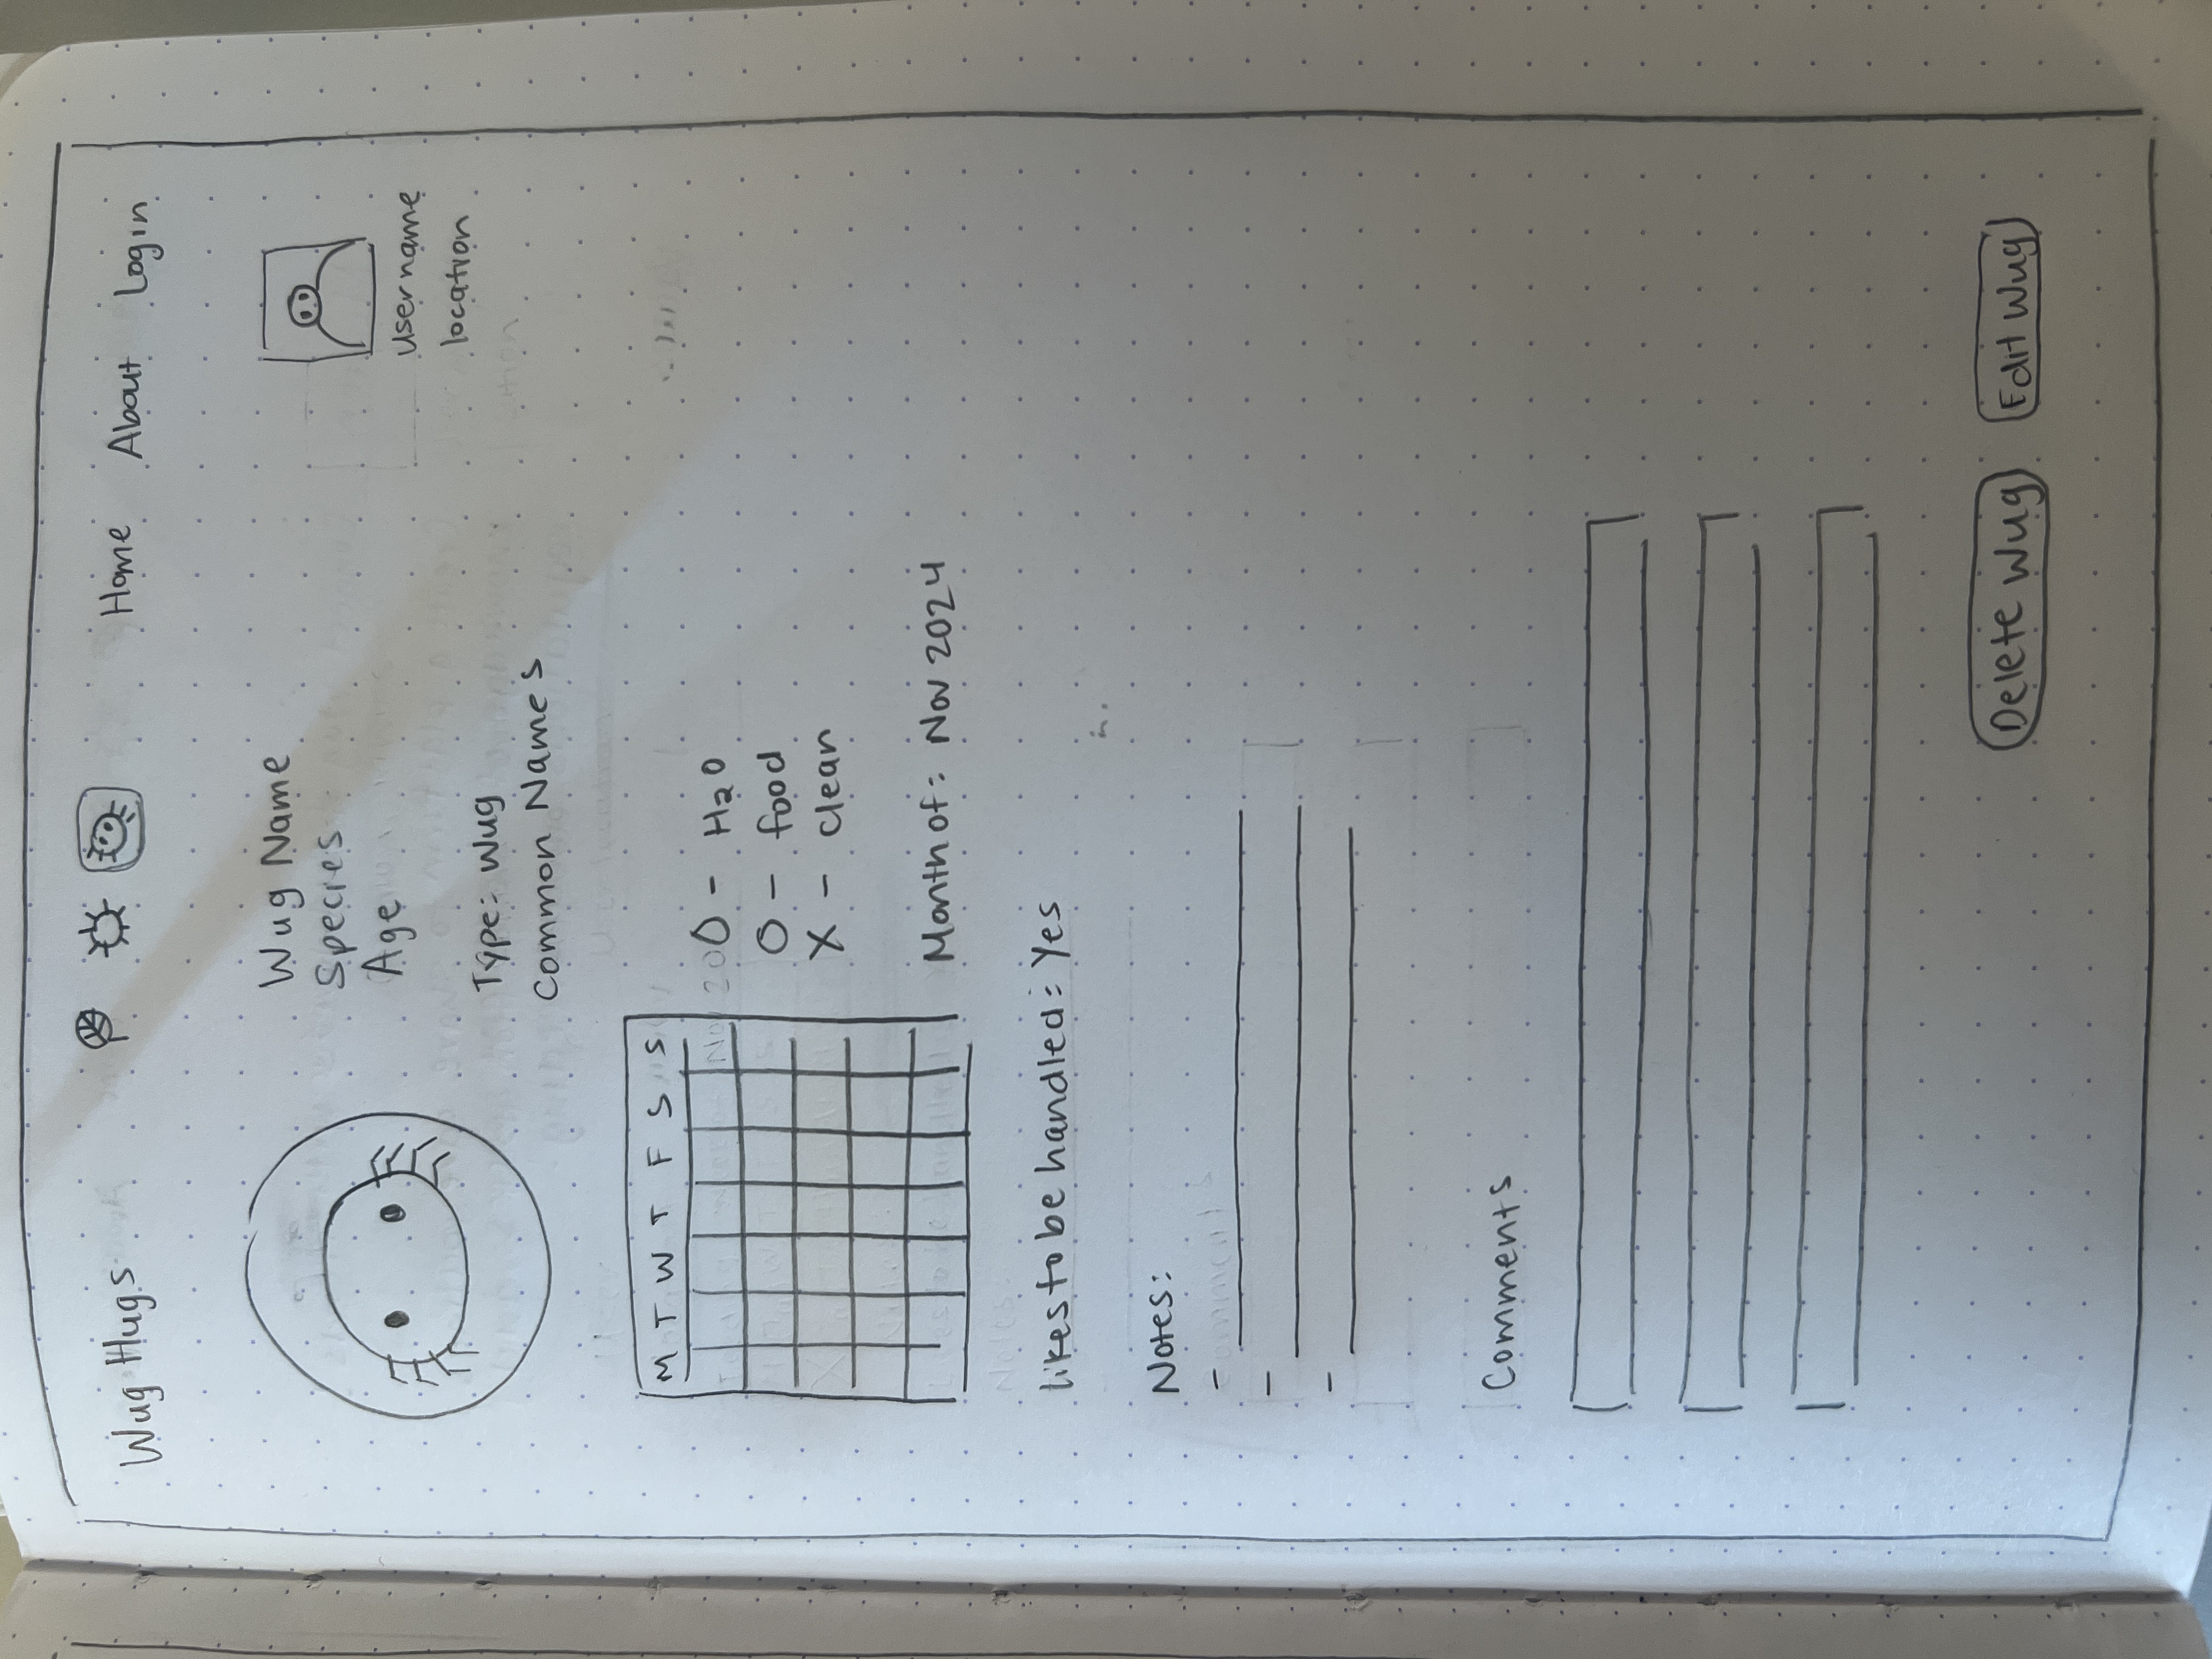 Wug Hugs Home About Login
Wug Name
Species
Age
username
location
Type: Wug
Common Names
M T W T F S S
O - H2O
O - food
X - clean
Month of: Nov 2024
likes to be handled: Yes
Notes:
-
-
-
Comments
Delete Wug Edit Wug